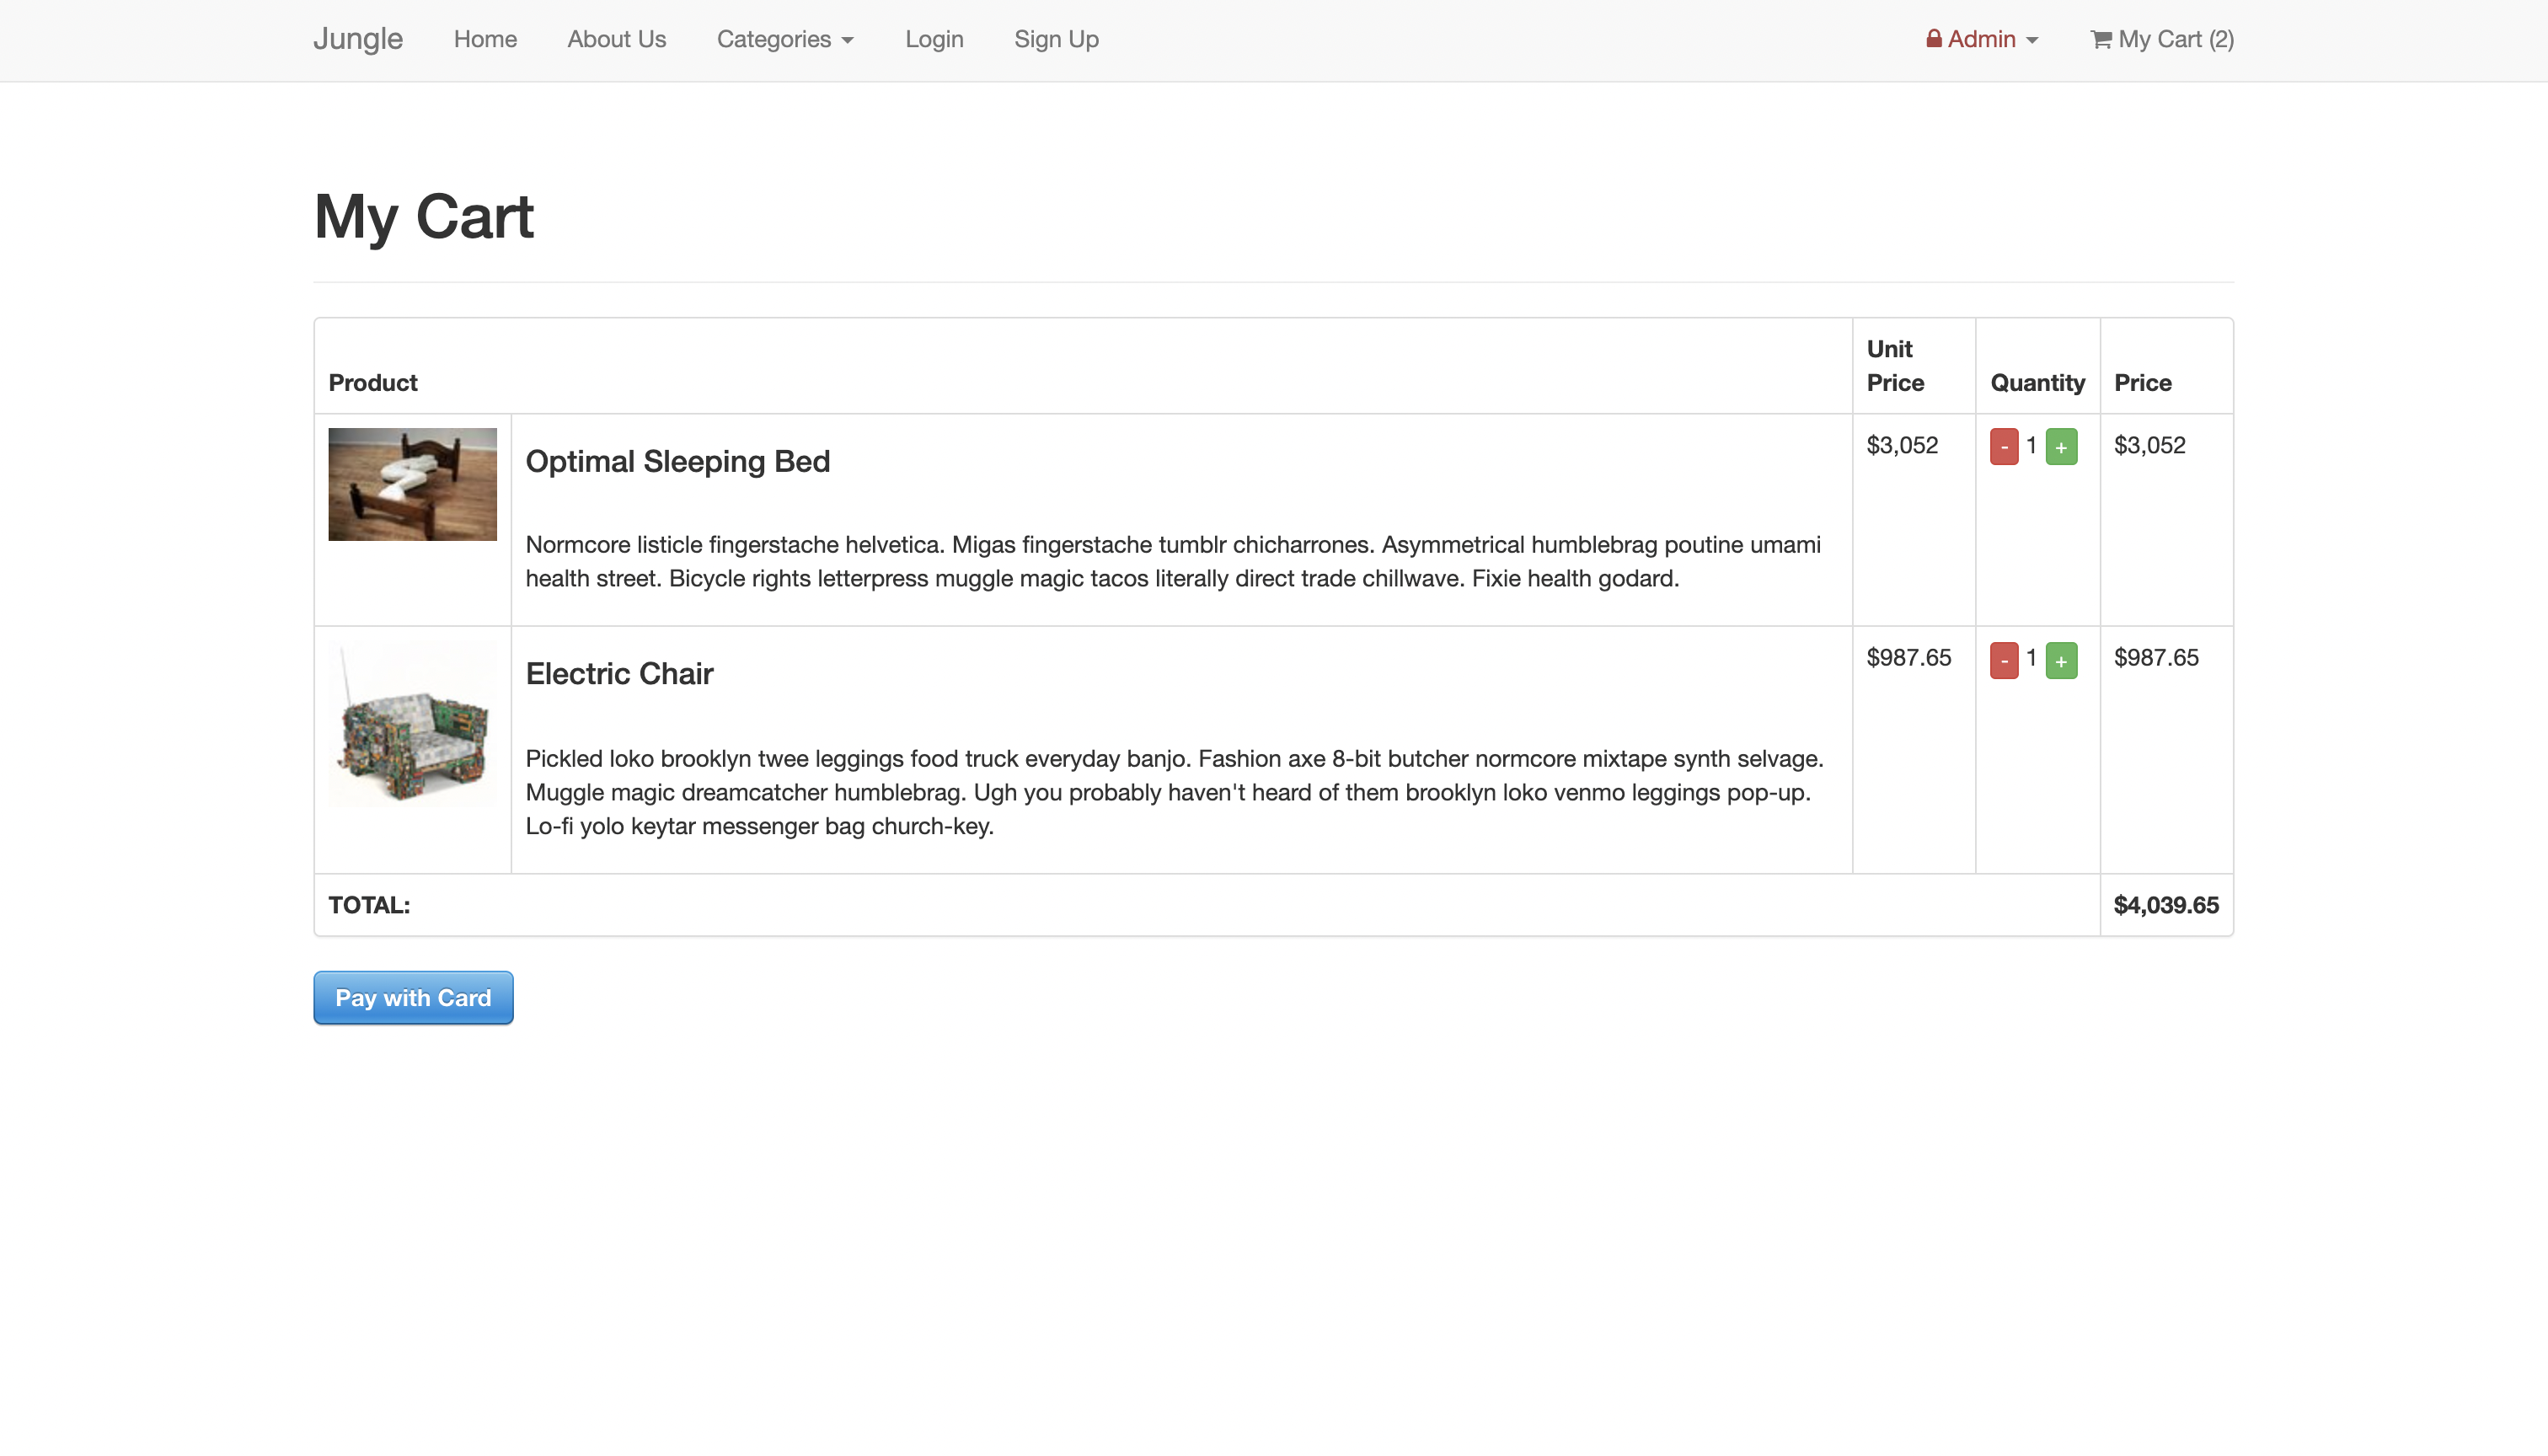 Jungle Home About Us Categories Login Sign Up Admin My Cart (2)
My Cart
Product Unit Price Quantity Price
Optimal Sleeping Bed $3,052 - 1 + $3,052
Normcore listicle fingerstache helvetica. Migas fingerstache tumblr chicharrones. Asymmetrical humblebrag poutine umami
health street. Bicycle rights letterpress muggle magic tacos literally direct trade chillwave. Fixie health godard.
Electric Chair $987.65 - 1 + $987.65
Pickled loko brooklyn twee leggings food truck everyday banjo. Fashion axe 8-bit butcher normcore mixtape synth selvage.
Muggle magic dreamcatcher humblebrag. Ugh you probably haven't heard of them brooklyn loko venmo leggings pop-up.
Lo-fi yolo keytar messenger bag church-key.
TOTAL: $4,039.65
Pay with Card